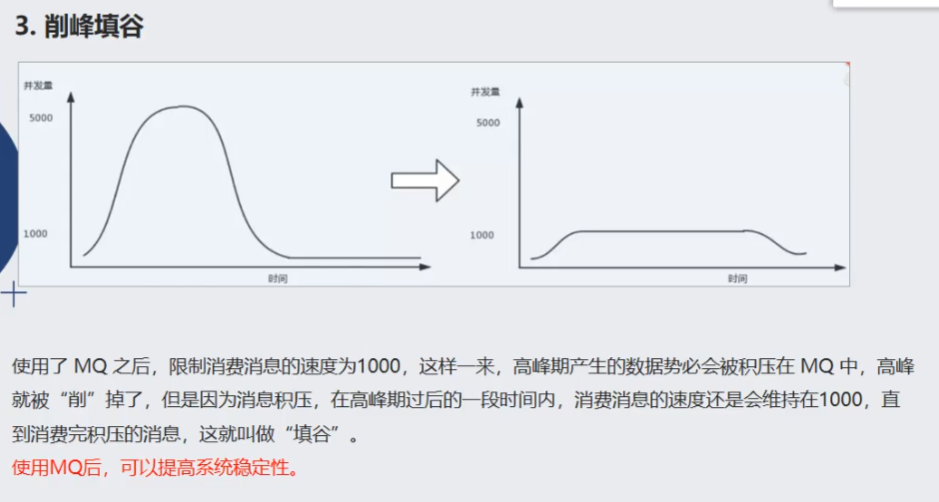 3. 削峰填谷
并发量
5000
1000
时间
并发量
5000
1000
时间
使用了 MQ 之后，限制消费消息的速度为1000，这样一来，高峰期产生的数据势必会被积压在 MQ 中，高峰
就被“削”掉了，但是因为消息积压，在高峰期过后的一段时间内，消费消息的速度还是会维持在1000，直
到消费完积压的消息，这就叫做“填谷”。
使用MQ后，可以提高系统稳定性。